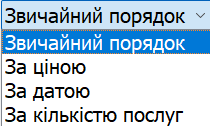 Звичайний порядок
Звичайний порядок
За ціною
За датою
За кількістю послуг